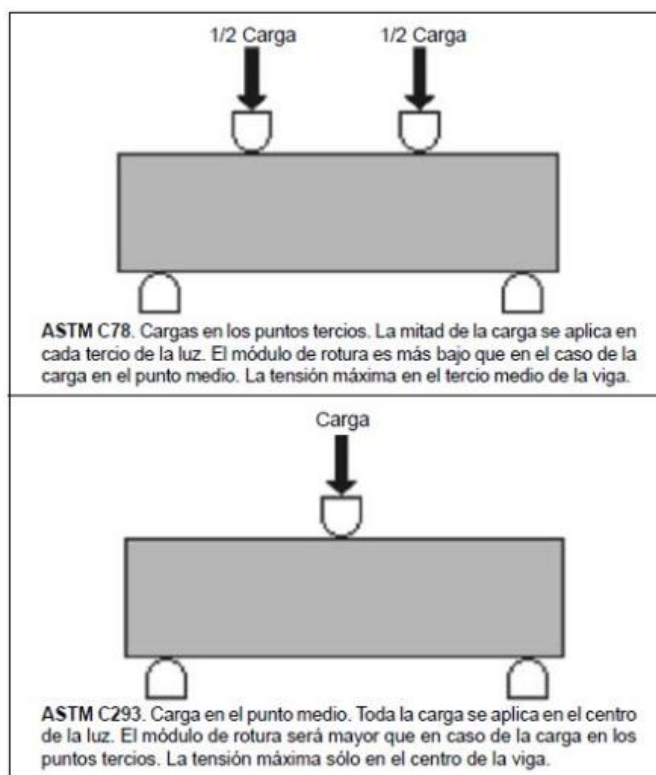 1/2 Carga 1/2 Carga
ASTM C78. Cargas en los puntos tercios. La mitad de la carga se aplica en
cada tercio de la luz. El módulo de rotura es más bajo que en el caso de la
carga en el punto medio. La tensión máxima en el tercio medio de la viga.
Carga
ASTM C293. Carga en el punto medio. Toda la carga se aplica en el centro
de la luz. El módulo de rotura será mayor que en caso de la carga en los
puntos tercios. La tensión máxima sólo en el centro de la viga.